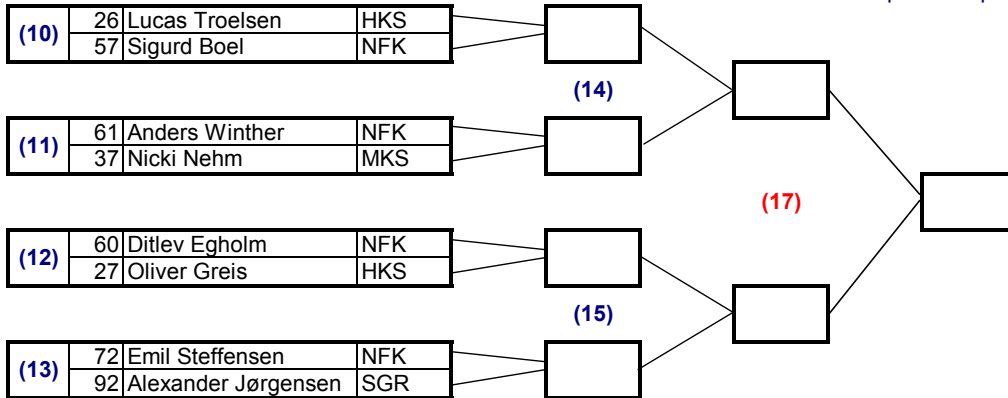 (10) 26 Lucas Troelsen HKS
57 Sigurd Boel NFK
(14)
(11) 61 Anders Winther NFK
37 Nicki Nehm MKS
(17)
(12) 60 Ditlev Egholm NFK
27 Oliver Greis HKS
(15)
(13) 72 Emil Steffensen NFK
92 Alexander Jørgensen SGR